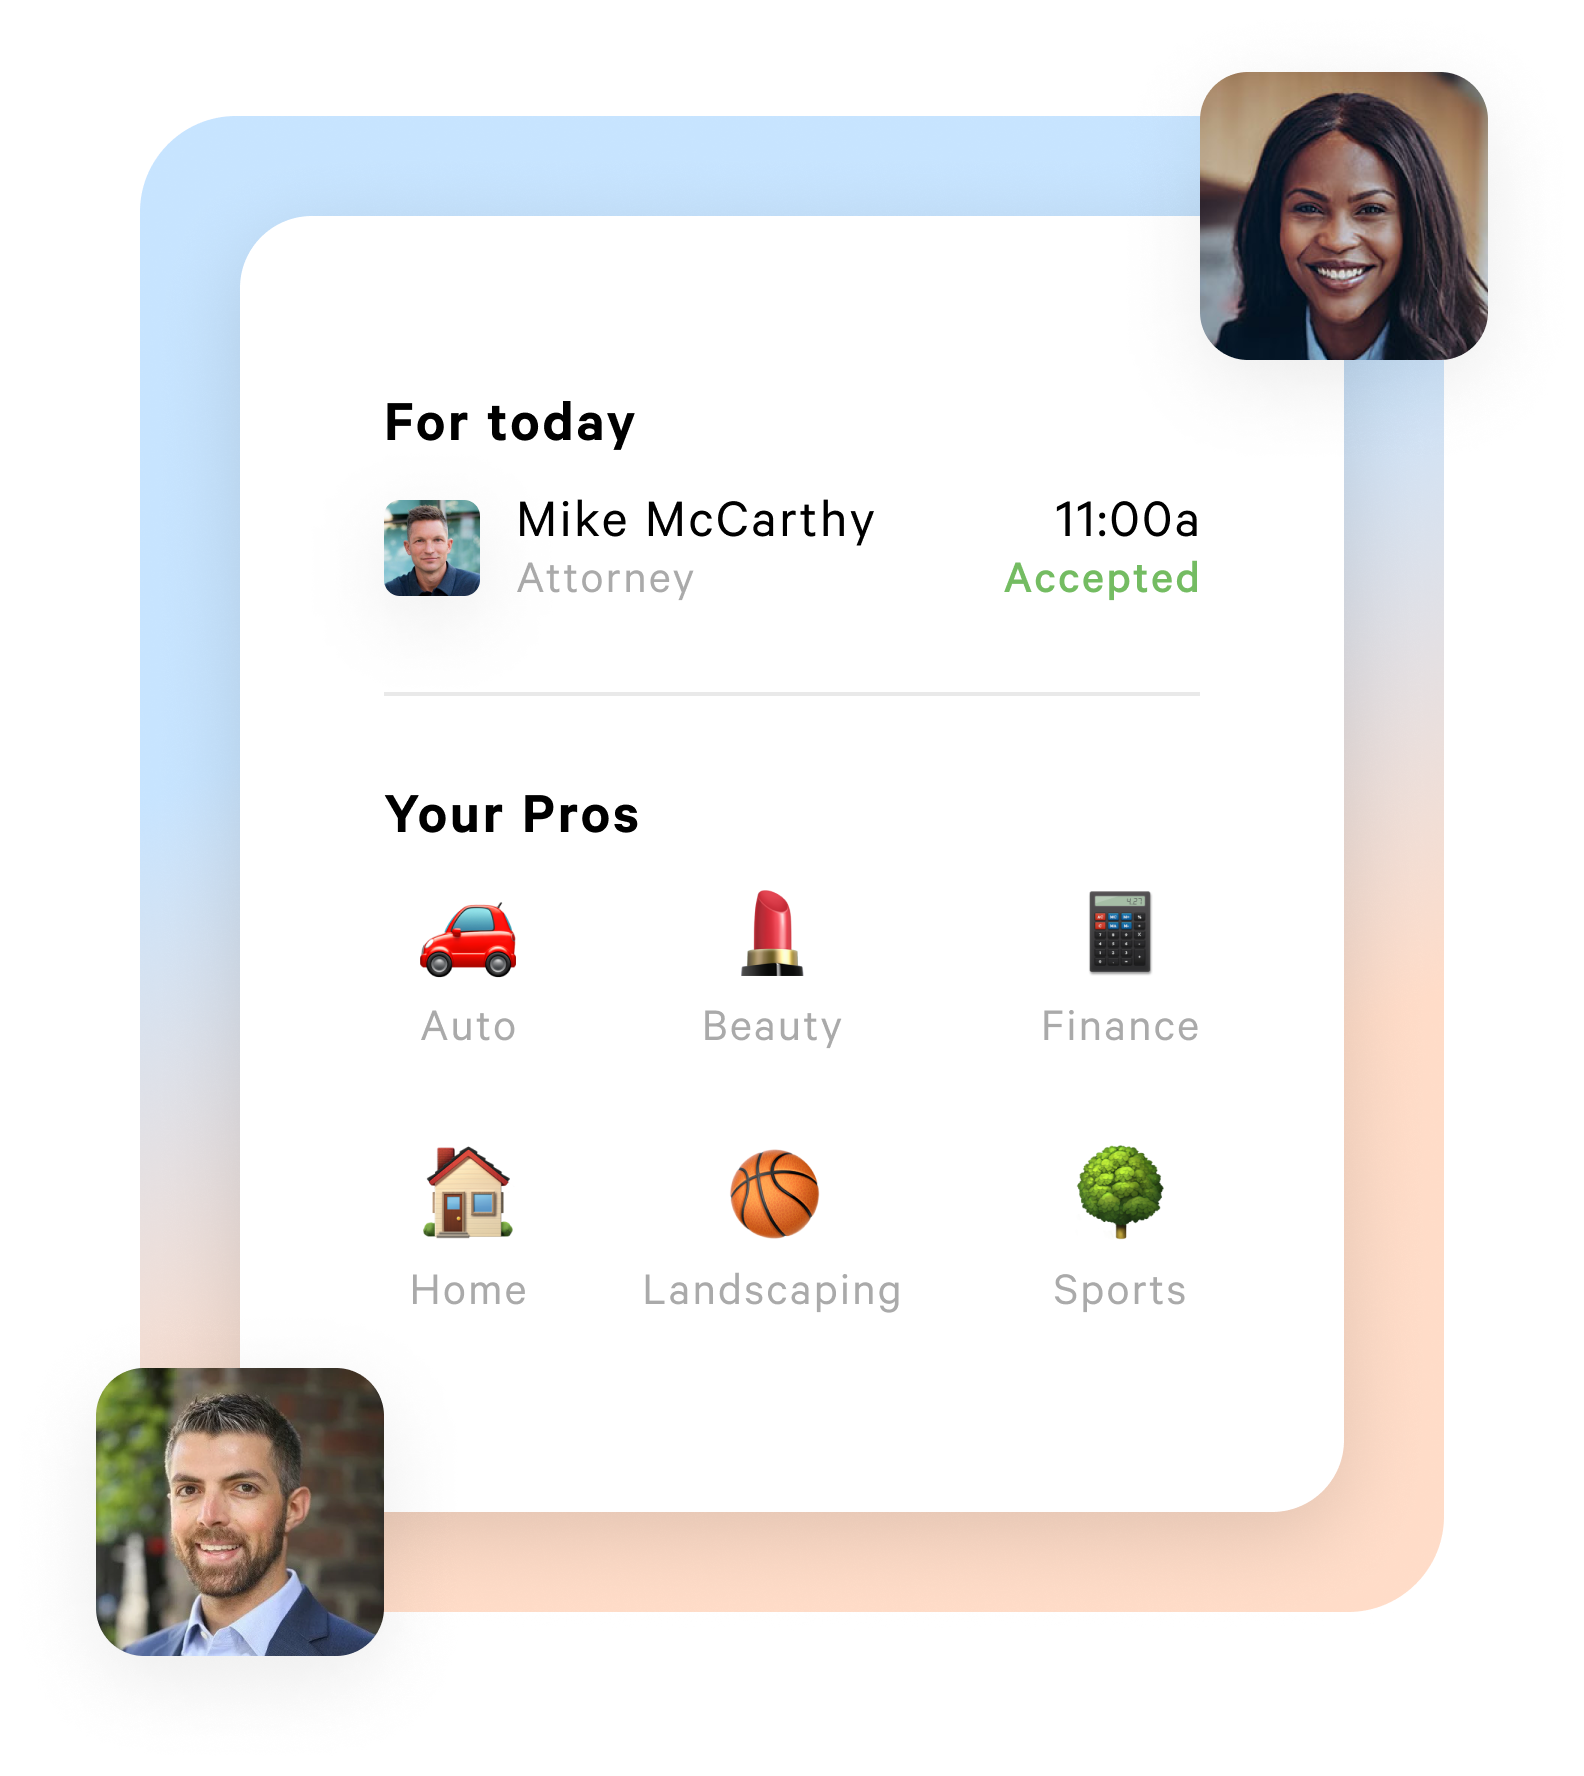 For today
Mike McCarthy 11:00a
Attorney Accepted
Your Pros
Auto Beauty Finance
Home Landscaping Sports